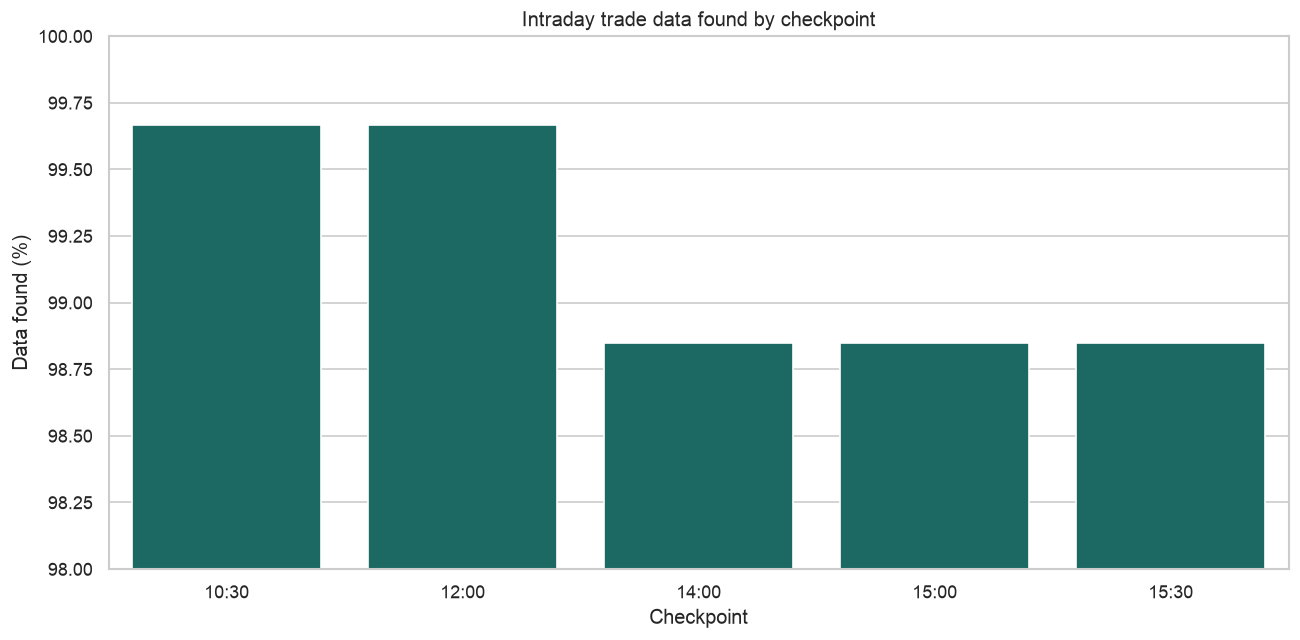 Intraday trade data found by checkpoint
100.00
99.75
99.50
99.25
99.00
98.75
98.50
98.25
98.00
Data found (%)
10:30 12:00 14:00 15:00 15:30
Checkpoint